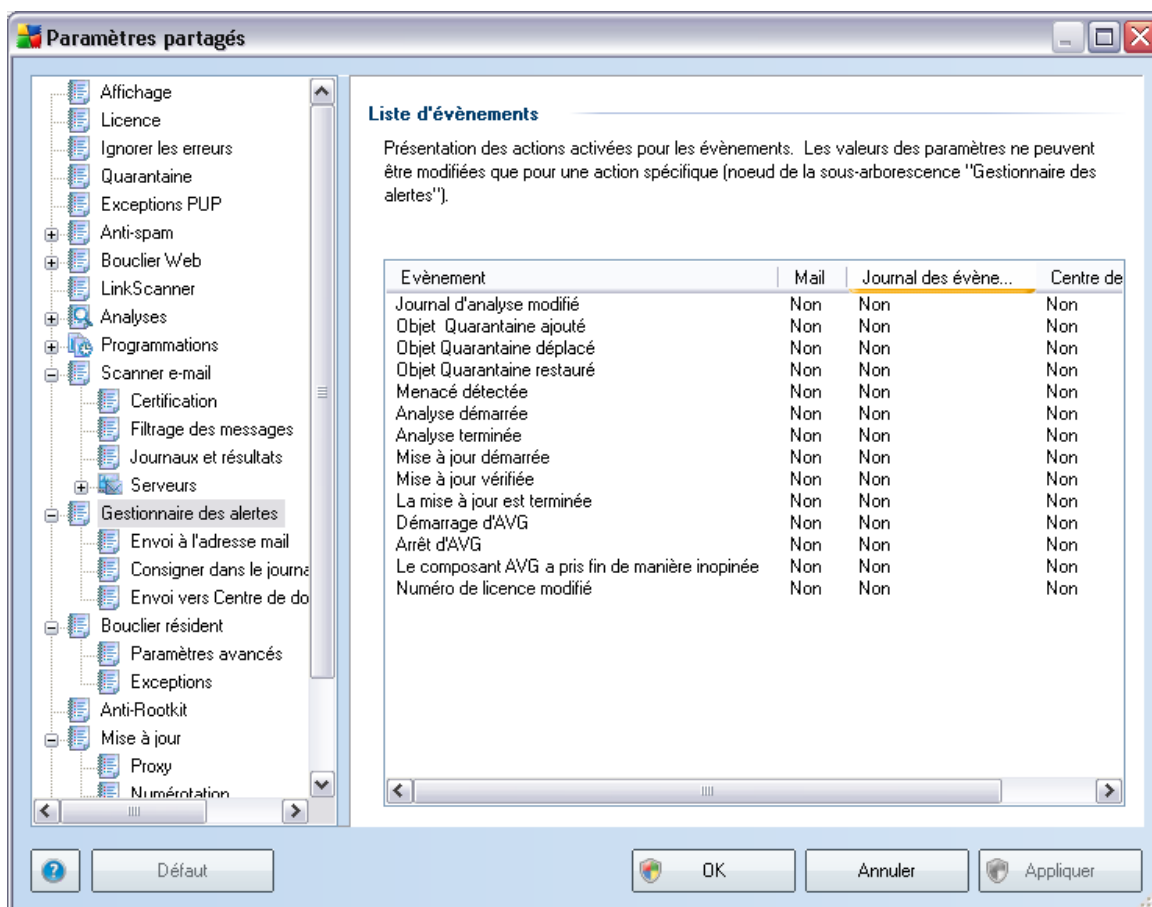 Paramètres partagés
Affichage
Licence
Ignorer les erreurs
Quarantaine
Exceptions PUP
Anti-spam
Bouclier Web
LinkScanner
Analyses
Programmations
Scanner e-mail
Certification
Filtrage des messages
Journaux et résultats
Serveurs
Gestionnaire des alertes
Envoi à l'adresse mail
Consigner dans le journa
Envoi vers Centre de do
Bouclier résident
Paramètres avancés
Exceptions
Anti-Rootkit
Mise à jour
Proxy
Numérotation
Liste d'évènements
Présentation des actions activées pour les évènements. Les valeurs des paramètres ne peuvent
être modifiées que pour une action spécifique (noeud de la sous-arborescence "Gestionnaire des
alertes").
Evènement Mail Journal des évène... Centre de
Journal d'analyse modifié Non Non Non
Objet Quarantaine ajouté Non Non Non
Objet Quarantaine déplacé Non Non Non
Objet Quarantaine restauré Non Non Non
Menacé détectée Non Non Non
Analyse démarrée Non Non Non
Analyse terminée Non Non Non
Mise à jour démarrée Non Non Non
Mise à jour vérifiée Non Non Non
La mise à jour est terminée Non Non Non
Démarrage d'AVG Non Non Non
Arrêt d'AVG Non Non Non
Le composant AVG a pris fin de manière inopinée Non Non Non
Numéro de licence modifié Non Non Non
? Défaut OK Annuler Appliquer